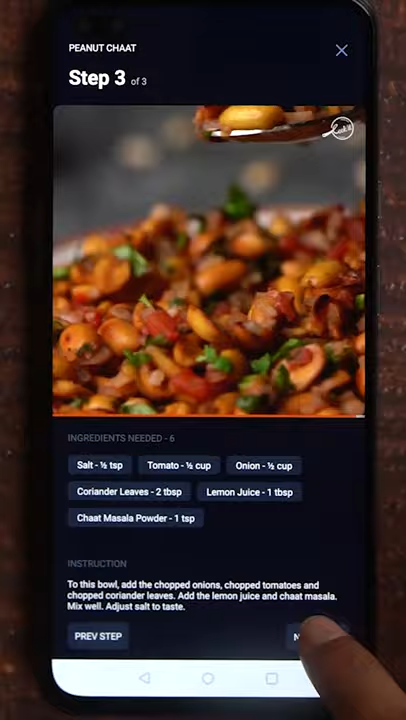 PEANUT CHAAT
Step 3 of 3
Cook'd
INGREDIENTS NEEDED - 6
Salt - ½ tsp
Tomato - ½ cup
Onion - ½ cup
Coriander Leaves - 2 tbsp
Lemon Juice - 1 tbsp
Chaat Masala Powder - 1 tsp
INSTRUCTION
To this bowl, add the chopped onions, chopped tomatoes and
chopped coriander leaves. Add the lemon juice and chaat masala.
Mix well. Adjust salt to taste.
PREV STEP